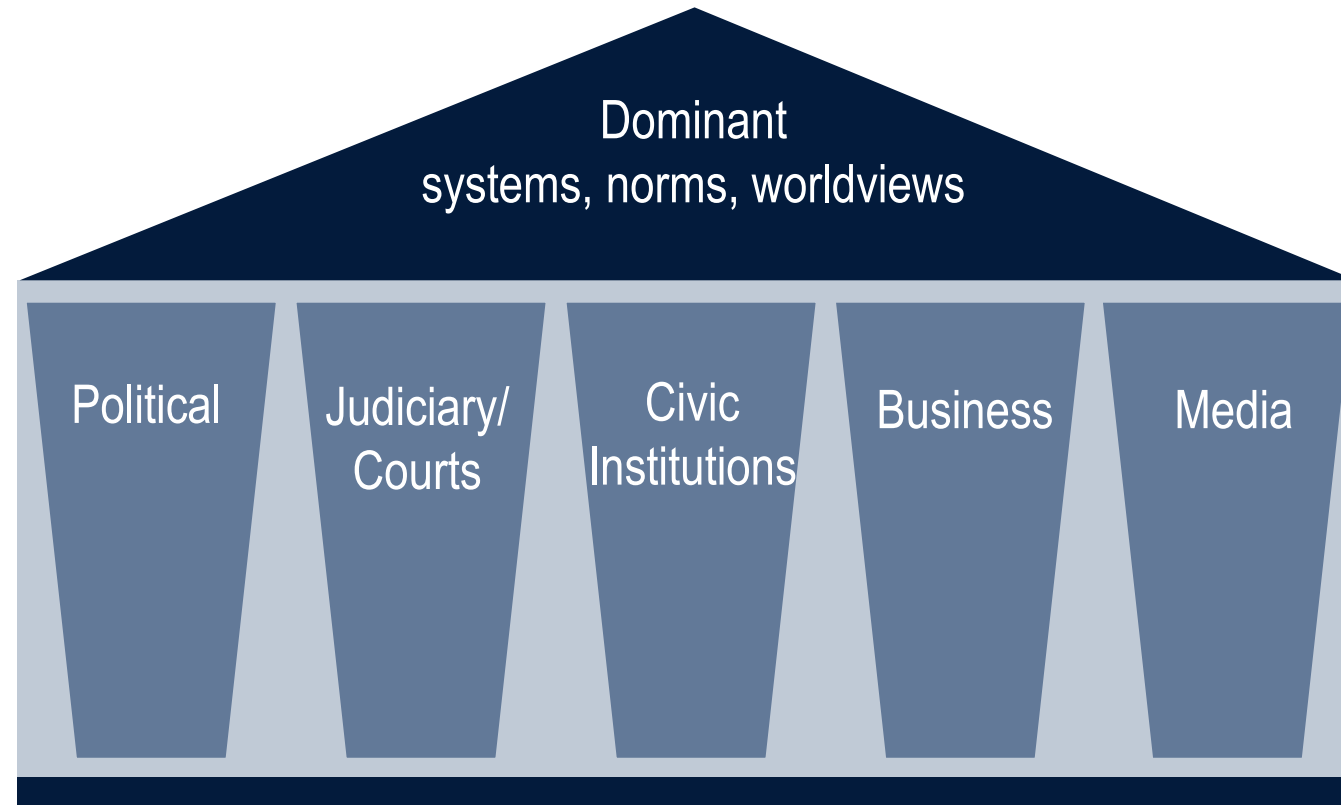 Dominant
systems, norms, worldviews
Political
Judiciary/
Courts
Civic
Institutions
Business
Media